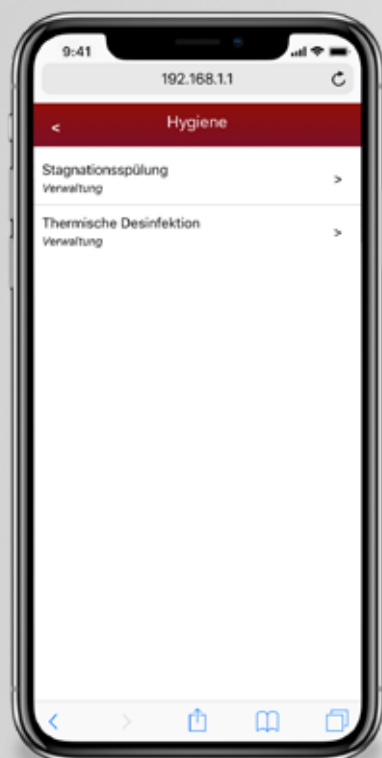 9:41
192.168.1.1
< Hygiene
Stagnationsspülung
Verwaltung
>
Thermische Desinfektion
Verwaltung
>